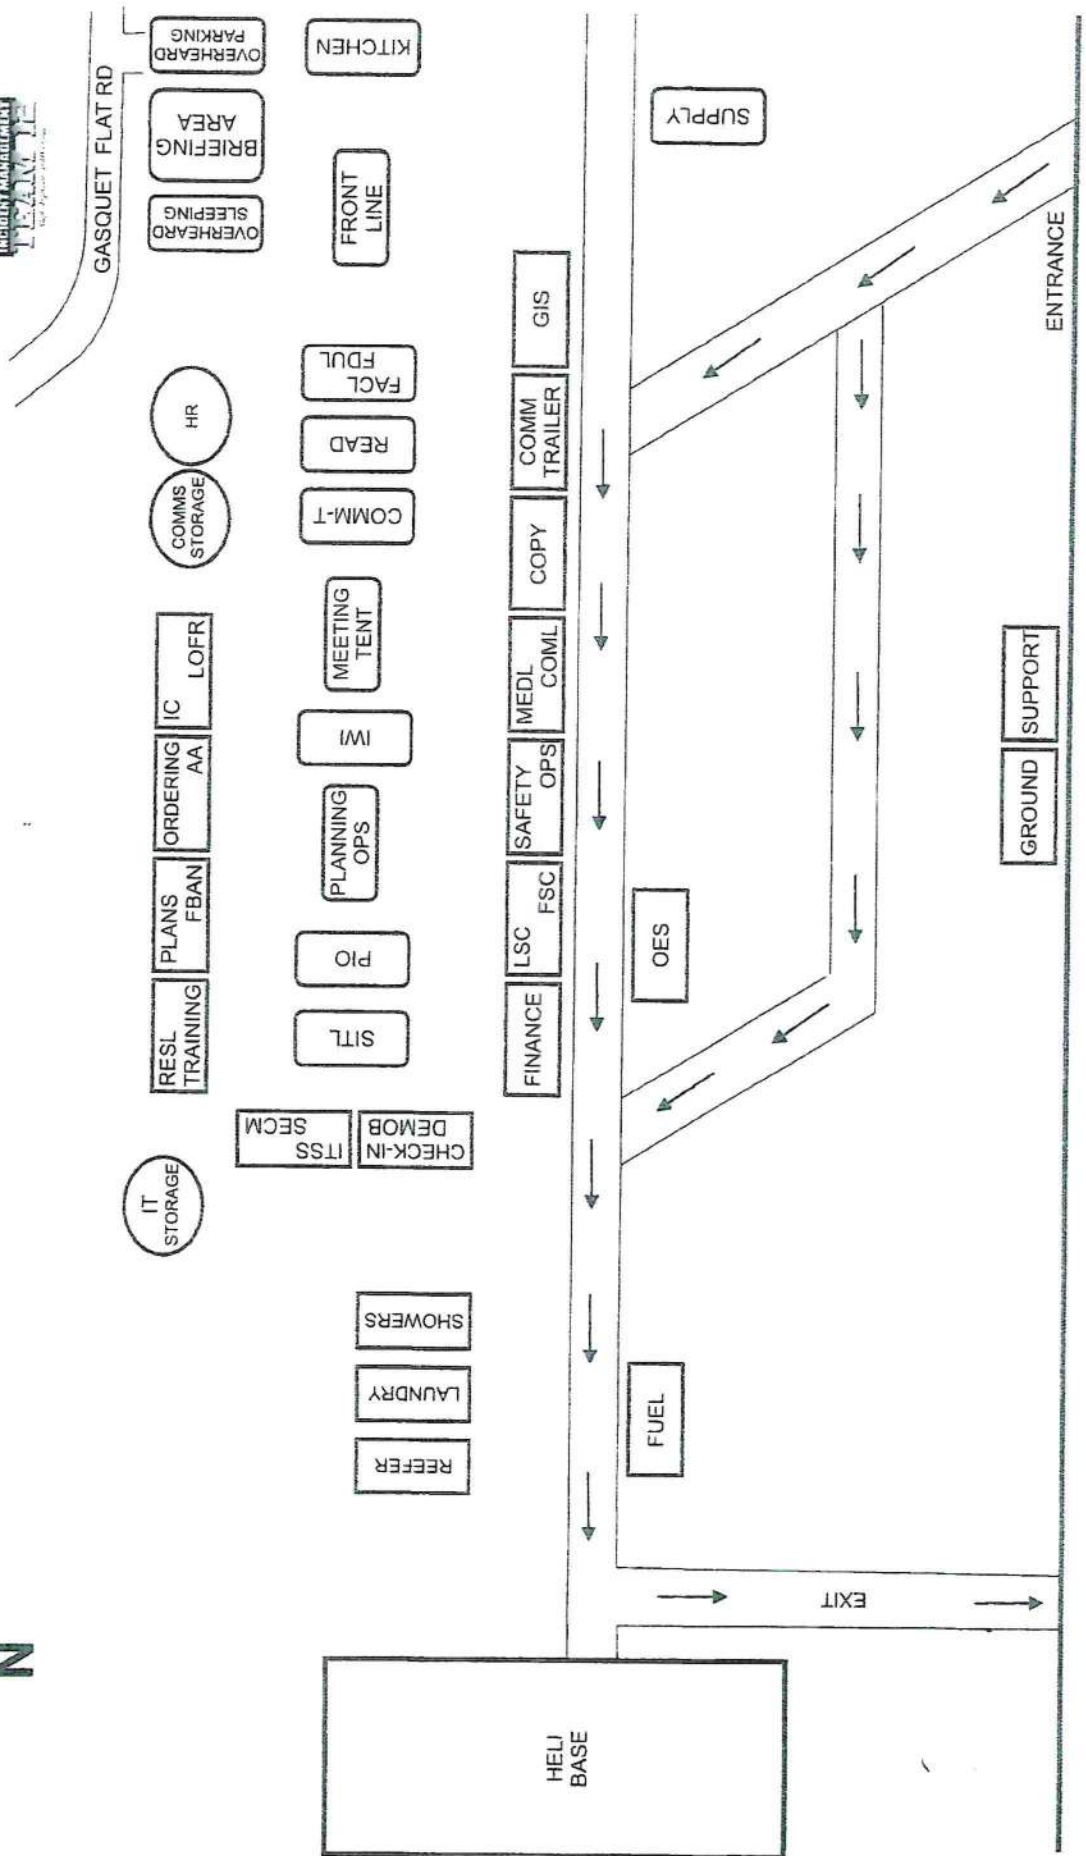 N
INCIDENT MANAGEMENT
GASQUET FLAT RD
IT
STORAGE
RESL
TRAINING
PLANS
FBAN
ORDERING
AA
IC
LOFR
COMMS
STORAGE
HR
OVERHEARD
SLEEPING
BRIEFING
AREA
OVERHEARD
PARKING
ITSS
SECM
CHECK-IN
DEMOB
SITL
PIO
PLANNING
OPS
IWI
MEETING
TENT
COMM-T
READ
FACL
FDUL
FRONT
LINE
KITCHEN
REEFER
LAUNDRY
SHOWERS
FINANCE
LSC
FSC
SAFETY
OPS
MEDL
COML
COPY
COMM
TRAILER
GIS
HELI
BASE
FUEL
OES
SUPPLY
EXIT
GROUND
SUPPORT
ENTRANCE